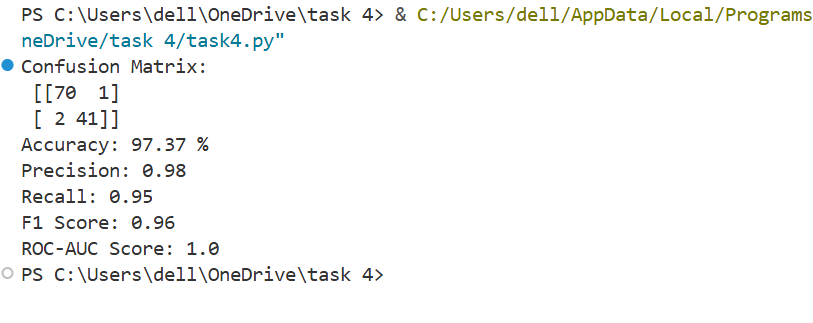 PS C:\Users\dell\OneDrive\task 4> & C:/Users/dell/AppData/Local/Programs
neDrive/task 4/task4.py"
Confusion Matrix:
[[70  1]
[ 2 41]]
Accuracy: 97.37 %
Precision: 0.98
Recall: 0.95
F1 Score: 0.96
ROC-AUC Score: 1.0
PS C:\Users\dell\OneDrive\task 4>